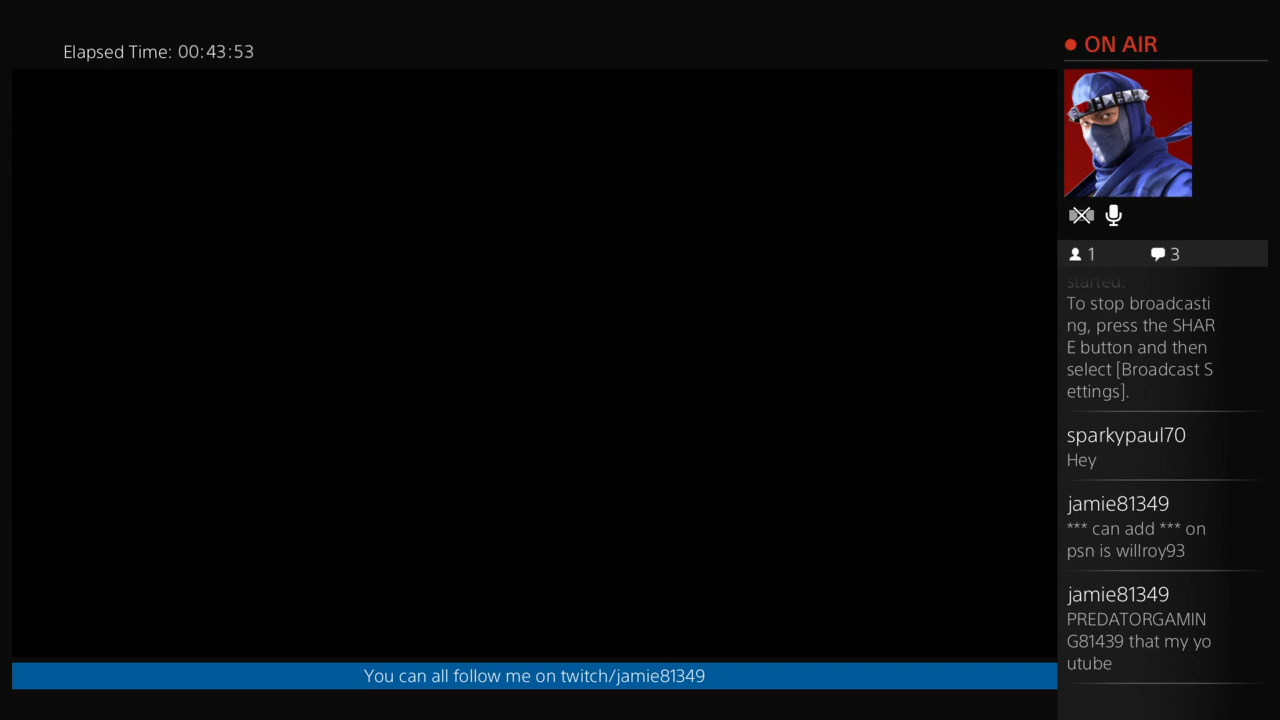 Elapsed Time: 00:43:53
ON AIR
1 3
started.
To stop broadcasti
ng, press the SHAR
E button and then
select [Broadcast S
ettings].
sparkypaul70
Hey
jamie81349
*** can add *** on
psn is willroy93
jamie81349
PREDATORGAMIN
G81439 that my yo
utube
You can all follow me on twitch/jamie81349